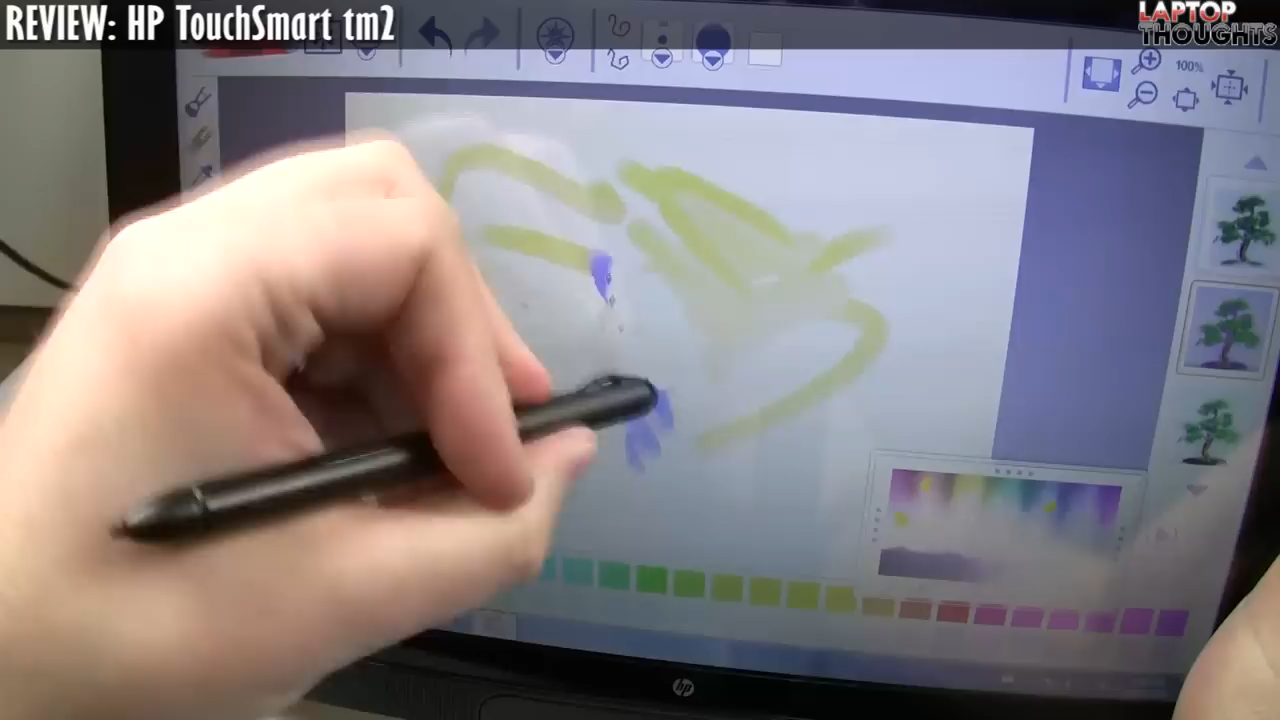 REVIEW: HP TouchSmart tm2
LAPTOP
THOUGHTS
100%
hp